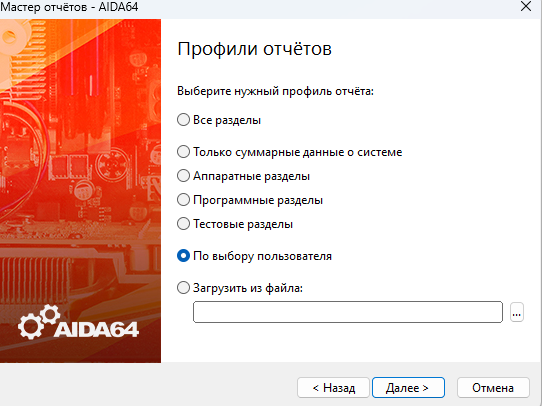 Мастер отчётов - AIDA64
Профили отчётов
Выберите нужный профиль отчёта:
Все разделы
Только суммарные данные о системе
Аппаратные разделы
Программные разделы
Тестовые разделы
По выбору пользователя
Загрузить из файла:
...
AIDA64
< Назад
Далее >
Отмена